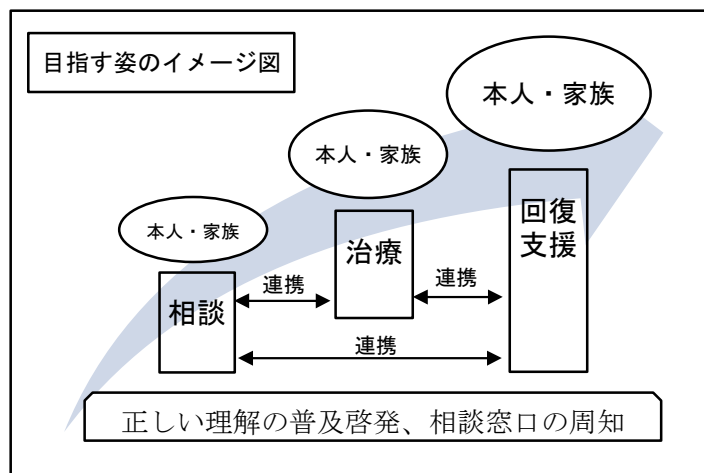 目指す姿のイメージ図
本人・家族
本人・家族
本人・家族
相談
治療
回復
支援
連携
連携
連携
正しい理解の普及啓発、相談窓口の周知